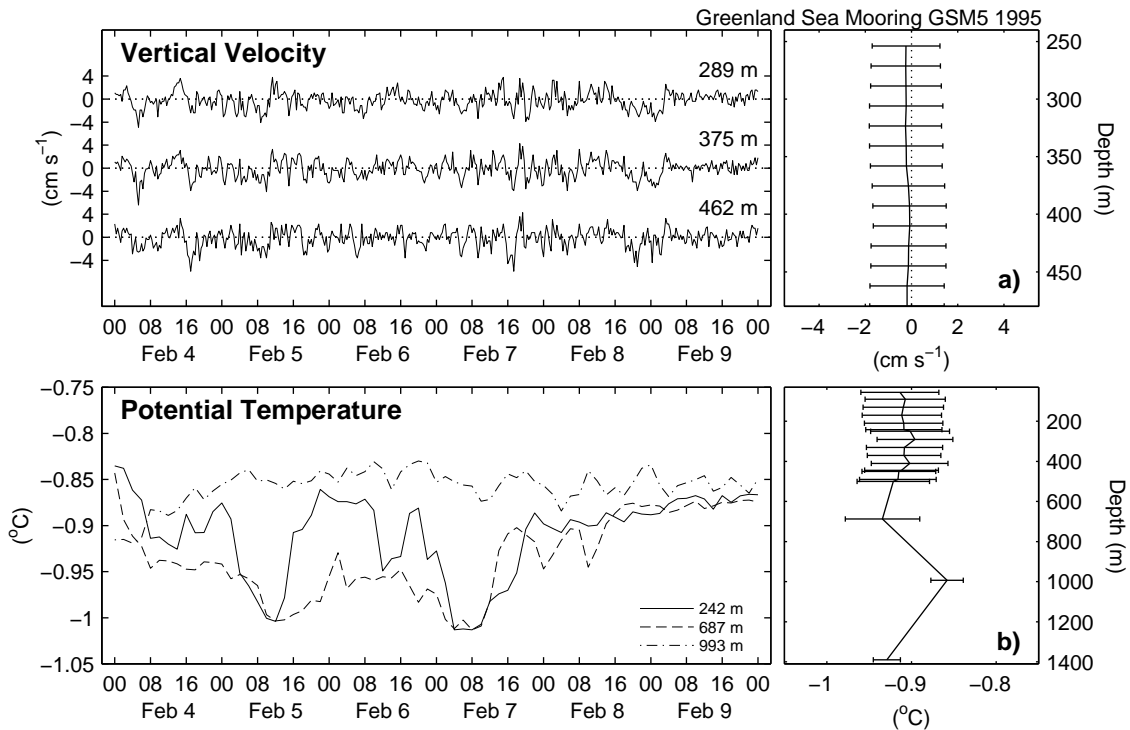 Greenland Sea Mooring GSM5 1995
Vertical Velocity
289 m
375 m
462 m
4
0
−4
4
0
−4
4
0
−4
(cm s−1)
00 08 16 00 08 16 00 08 16 00 08 16 00 08 16 00 08 16 00
Feb 4 Feb 5 Feb 6 Feb 7 Feb 8 Feb 9
250
300
350
400
450
Depth (m)
a)
−4 −2 0 2 4
(cm s−1)
Potential Temperature
−0.75
−0.8
−0.85
−0.9
−0.95
−1
−1.05
(oC)
242 m
687 m
993 m
00 08 16 00 08 16 00 08 16 00 08 16 00 08 16 00 08 16 00
Feb 4 Feb 5 Feb 6 Feb 7 Feb 8 Feb 9
200
400
600
800
1000
1200
1400
Depth (m)
b)
−1 −0.9 −0.8
(oC)